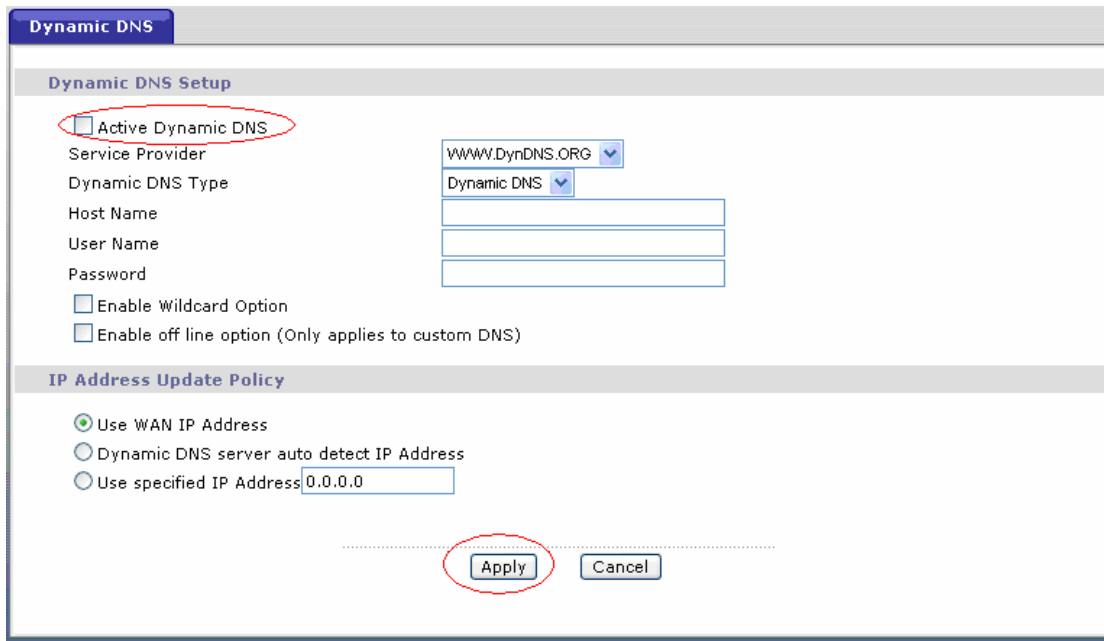 Dynamic DNS
Dynamic DNS Setup
Active Dynamic DNS
Service Provider WWW.DynDNS.ORG
Dynamic DNS Type Dynamic DNS
Host Name
User Name
Password
Enable Wildcard Option
Enable off line option (Only applies to custom DNS)
IP Address Update Policy
Use WAN IP Address
Dynamic DNS server auto detect IP Address
Use specified IP Address 0.0.0.0
Apply Cancel